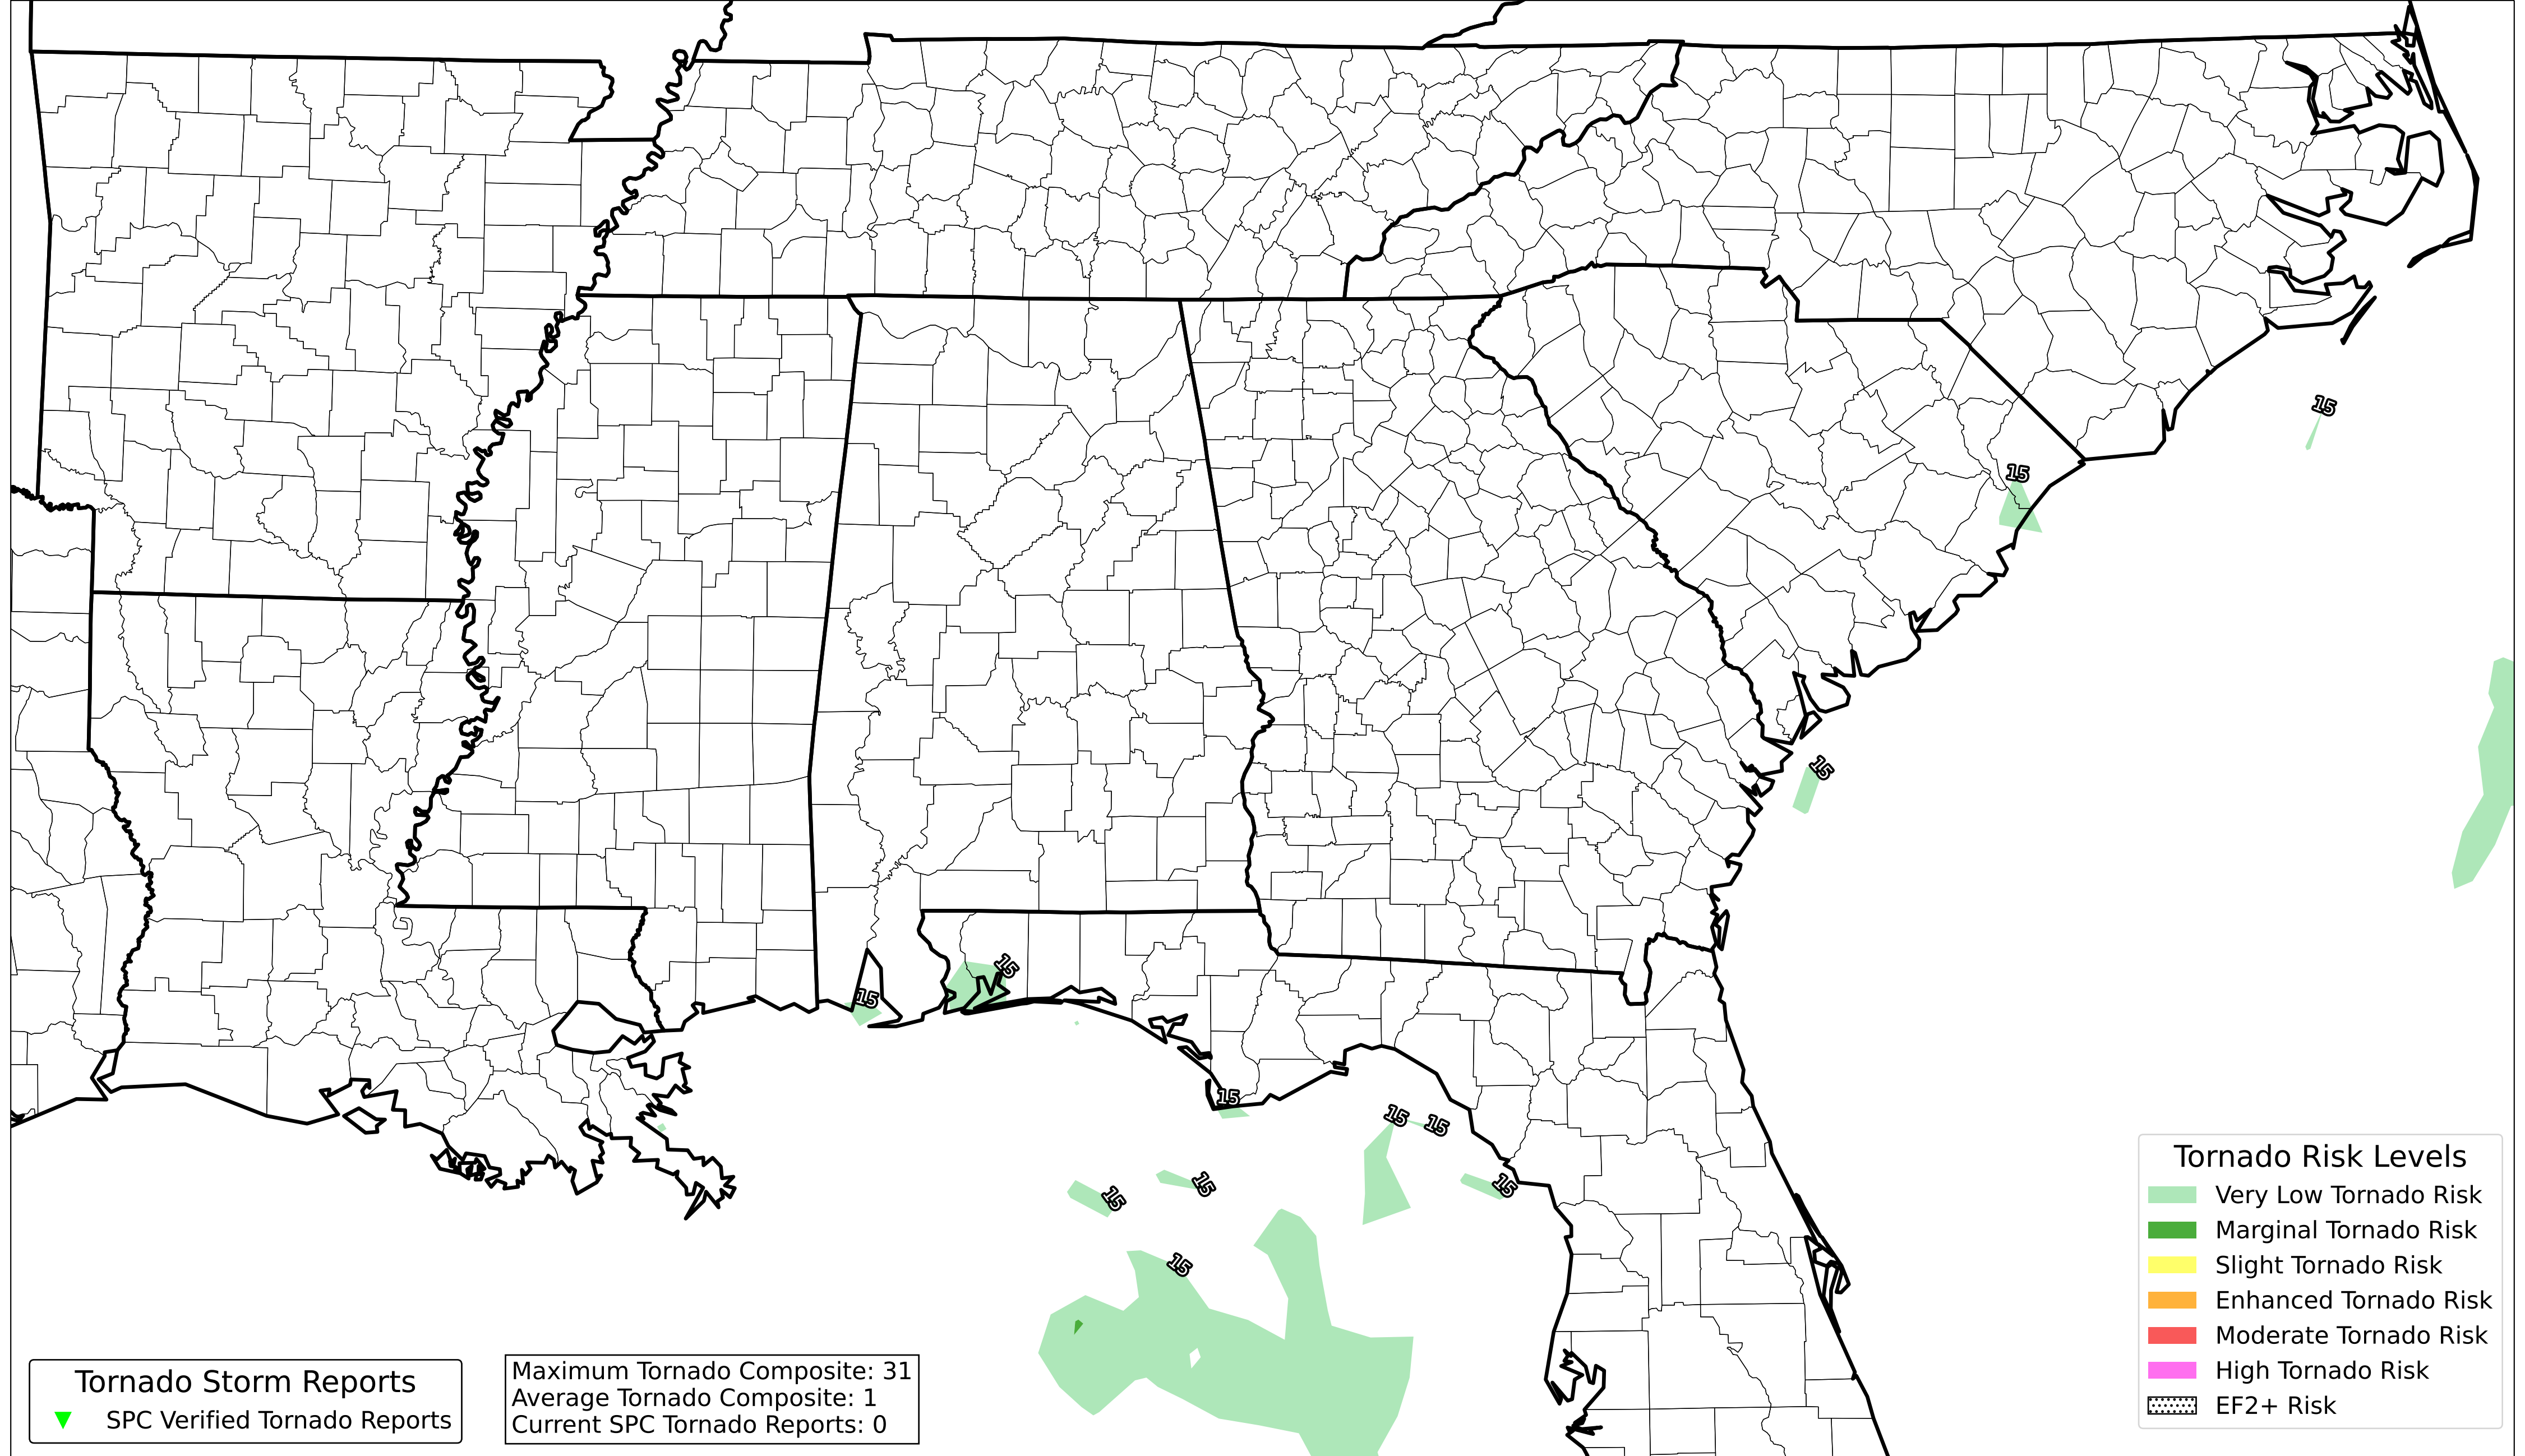 15
15
15
15
15
15
15
15
15
15
15
15
Tornado Risk Levels
Very Low Tornado Risk
Marginal Tornado Risk
Slight Tornado Risk
Enhanced Tornado Risk
Moderate Tornado Risk
High Tornado Risk
EF2+ Risk
Tornado Storm Reports
SPC Verified Tornado Reports
Maximum Tornado Composite: 31
Average Tornado Composite: 1
Current SPC Tornado Reports: 0